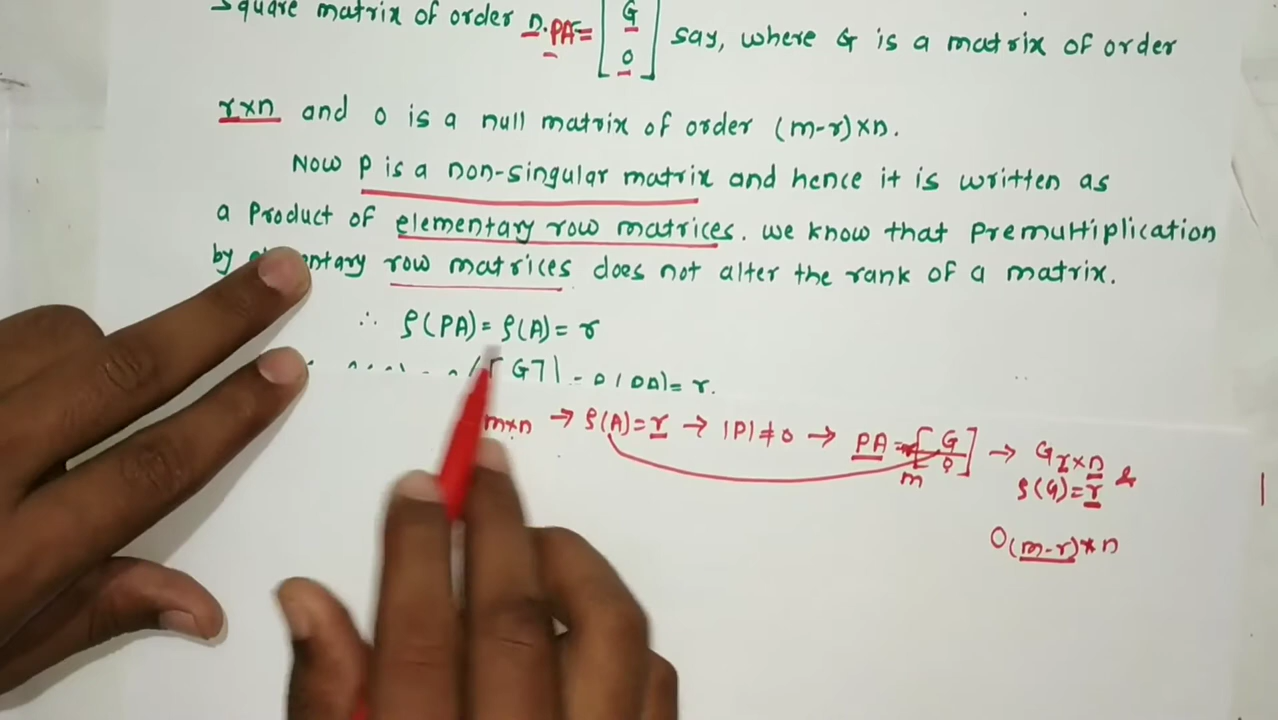 Square matrix of order n. PA = [G
0] say, where G is a matrix of order
r×n and 0 is a null matrix of order (m-r)×n.
Now P is a non-singular matrix and hence it is written as
a product of elementary row matrices. we know that premultiplication
by row matrices does not alter the rank of a matrix.
∴ ρ(PA) = ρ(A) = r
G = r.
m×n → ρ(A) = r → |P| ≠ 0 → PA = [G
0] → G r×n &
m ρ(G) = r
O(m-r)×n